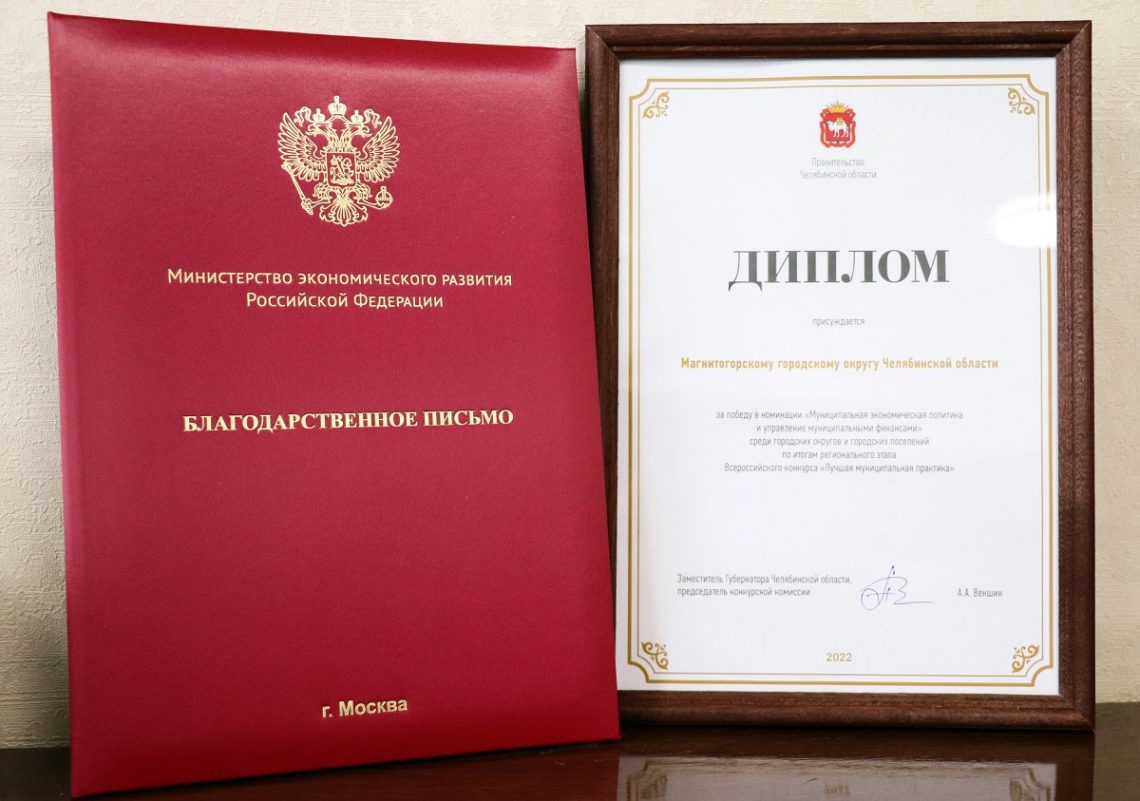 Министерство экономического развития
Российской Федерации
БЛАГОДАРСТВЕННОЕ ПИСЬМО
г. Москва
Правительство
Челябинской области
ДИПЛОМ
присуждается
Магнитогорскому городскому округу Челябинской области
за победу в номинации «Муниципальная экономическая политика
и управление муниципальными финансами»
среди городских округов и городских поселений
по итогам регионального этапа
Всероссийского конкурса «Лучшая муниципальная практика»
Заместитель Губернатора Челябинской области,
председатель конкурсной комиссии
А.А. Векшин
2022